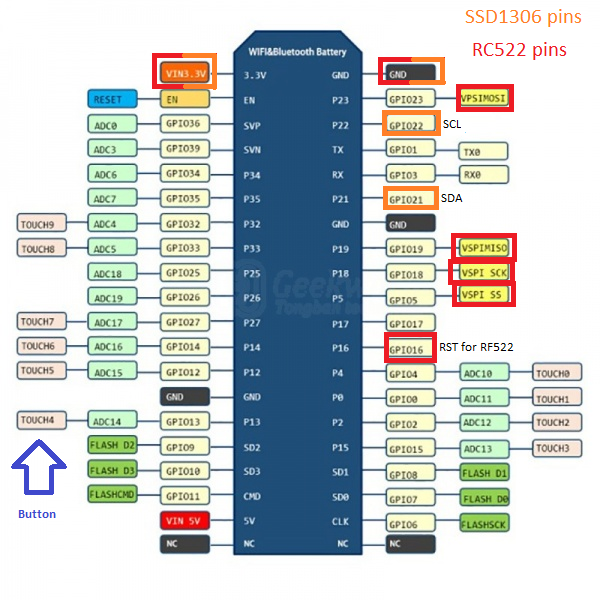 SSD1306 pins
RC522 pins
WIFI&Bluetooth Battery
VIN3.3V 3.3V GND GND
RESET EN EN P23 GPIO23 VPSIMOSI
ADC0 GPIO36 SVP P22 GPIO22 SCL
ADC3 GPIO39 SVN TX GPIO1 TX0
ADC6 GPIO34 P34 RX GPIO3 RX0
ADC7 GPIO35 P35 P21 GPIO21 SDA
TOUCH9 ADC4 GPIO32 P32 GND GND
TOUCH8 ADC5 GPIO33 P33 P19 GPIO19 VSPIMISO
ADC18 GPIO25 P25 P18 GPIO18 VSPI SCK
ADC19 GPIO26 P26 P5 GPIO5 VSPI SS
TOUCH7 ADC17 GPIO27 P27 P17 GPIO17
TOUCH6 ADC16 GPIO14 P14 P16 GPIO16 RST for RF522
TOUCH5 ADC15 GPIO12 P12 P4 GPIO4 ADC10 TOUCH0
GND GND P0 GPIO0 ADC11 TOUCH1
TOUCH4 ADC14 GPIO13 P13 P2 GPIO2 ADC12 TOUCH2
FLASH D2 GPIO9 SD2 P15 GPIO15 ADC13 TOUCH3
FLASH D3 GPIO10 SD3 SD1 GPIO8 FLASH D1
FLASHCMD GPIO11 CMD SD0 GPIO7 FLASH D0
Button VIN 5V 5V CLK GPIO6 FLASHSCK
NC NC NC NC